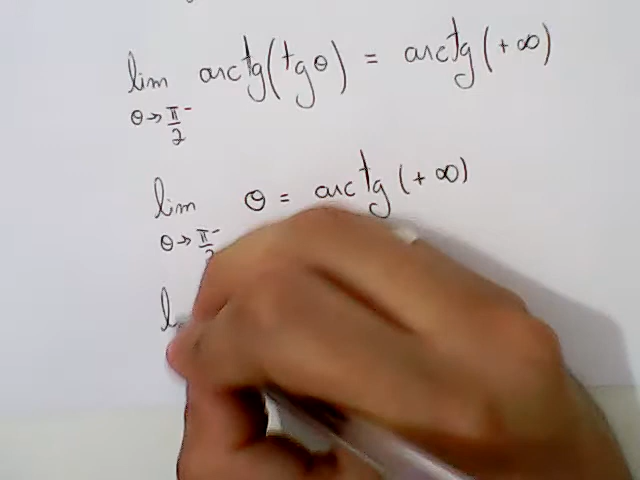 lim arctg(tgθ) = arctg(+∞)
θ→π/2⁻
lim θ = arctg(+∞)
θ→π/2⁻
l